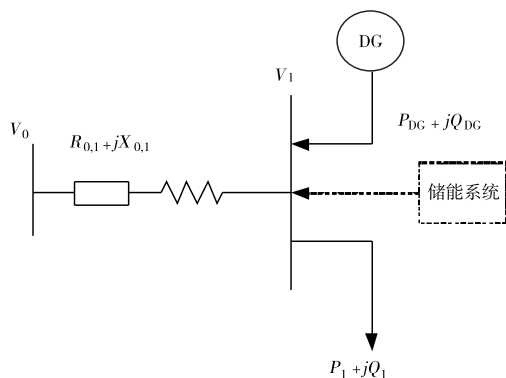 DG
V1
PDG + jQDG
V0
R0,1+jX0,1
储能系统
P1 +jQ1